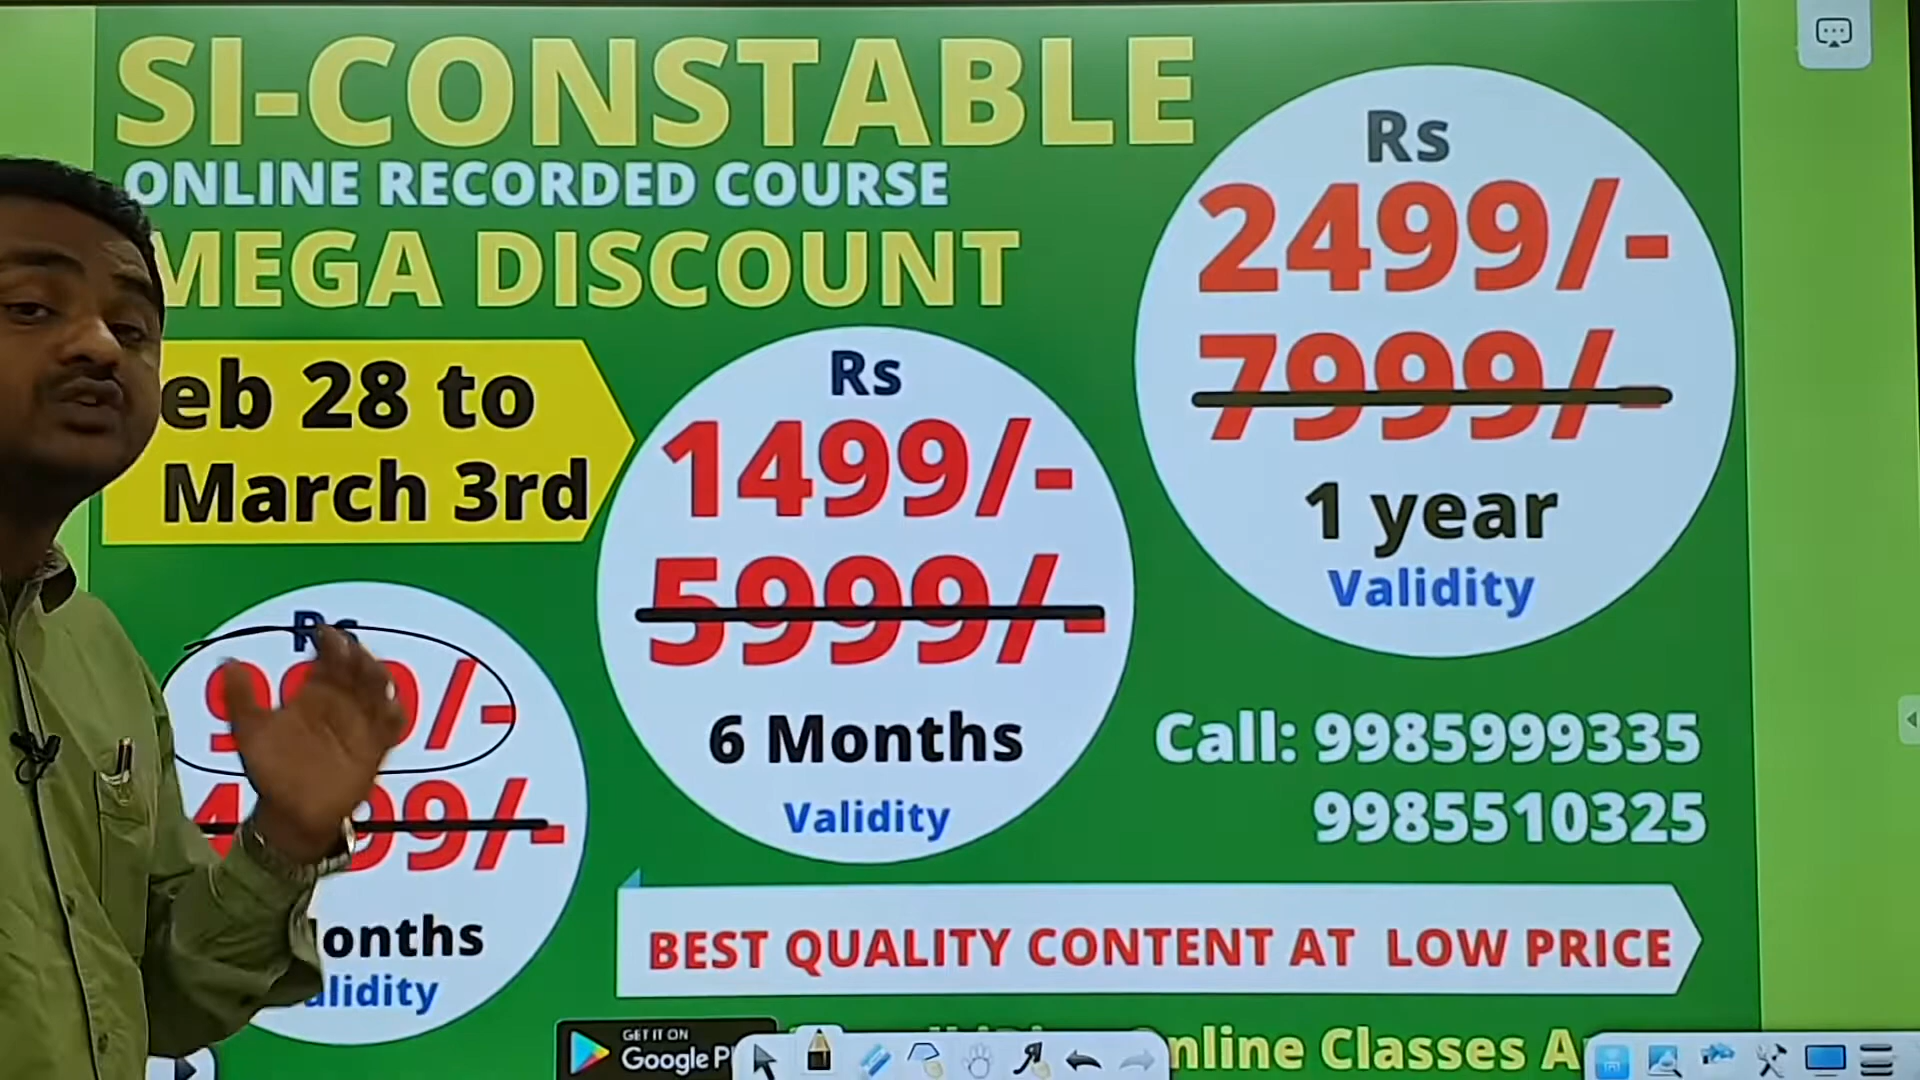 SI-CONSTABLE
ONLINE RECORDED COURSE
MEGA DISCOUNT
eb 28 to
March 3rd
Rs
2499/-
7999/-
1 year
Validity
Rs
1499/-
5999/-
6 Months
Validity
Rs
999/-
onths
alidity
Call: 9985999335
9985510325
BEST QUALITY CONTENT AT LOW PRICE
GET IT ON
Google P
nline Classes A